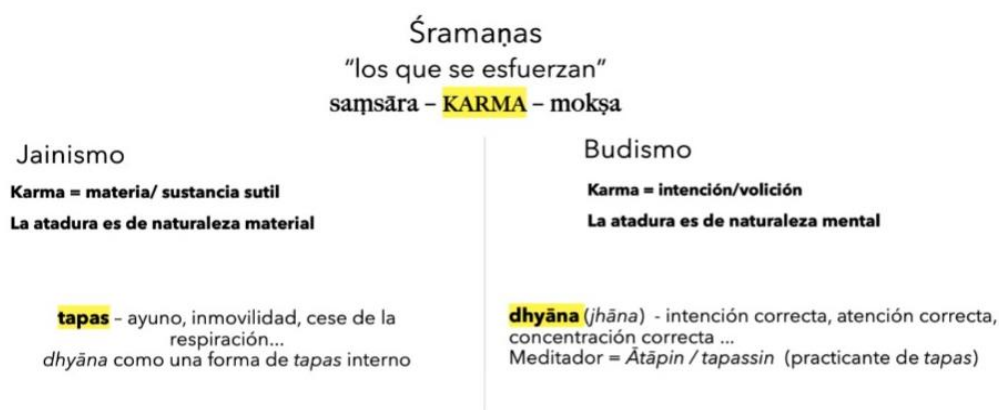 Śramaṇas
"los que se esfuerzan"
saṃsāra – KARMA – mokṣa
Jainismo
Karma = materia/ sustancia sutil
La atadura es de naturaleza material
tapas – ayuno, inmovilidad, cese de la
respiración...
dhyāna como una forma de tapas interno
Budismo
Karma = intención/volición
La atadura es de naturaleza mental
dhyāna (jhāna) - intención correcta, atención correcta,
concentración correcta ...
Meditador = Ātāpin / tapassin (practicante de tapas)